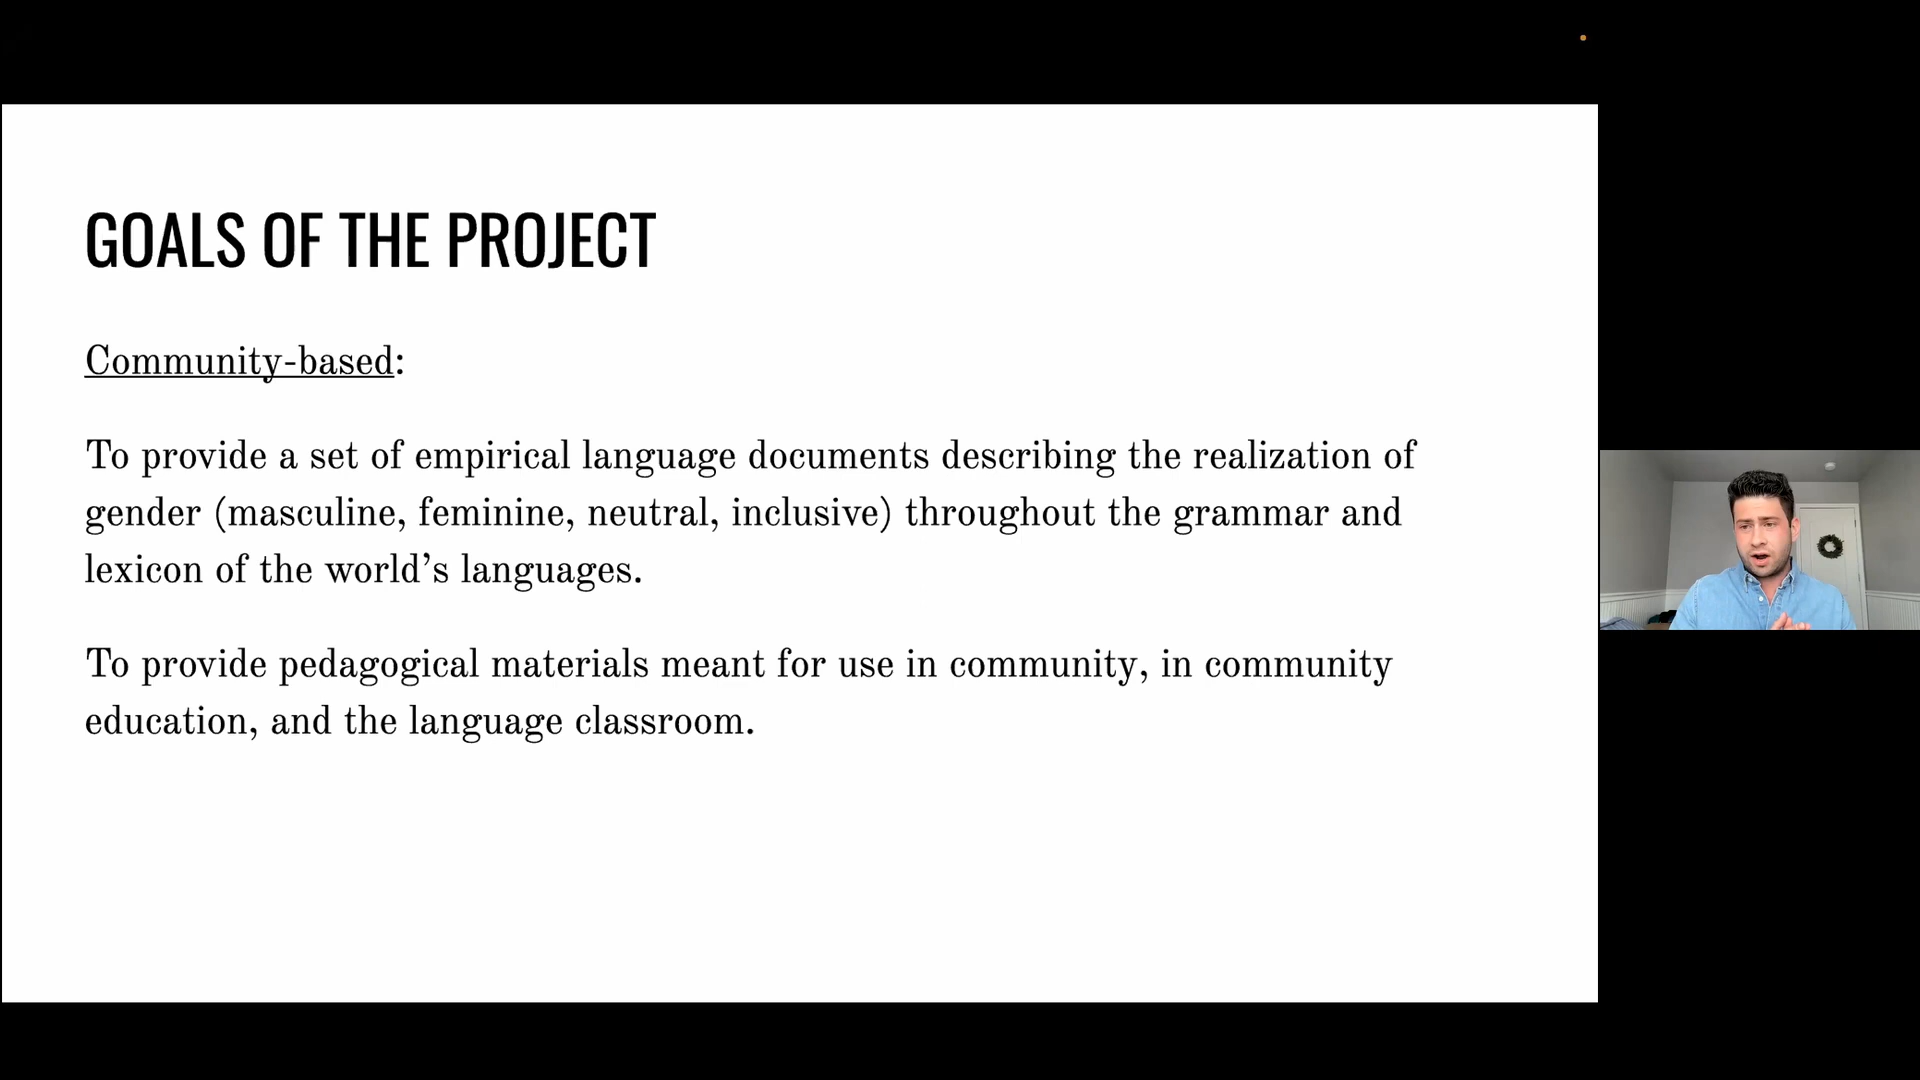 GOALS OF THE PROJECT
Community-based:
To provide a set of empirical language documents describing the realization of
gender (masculine, feminine, neutral, inclusive) throughout the grammar and
lexicon of the world’s languages.
To provide pedagogical materials meant for use in community, in community
education, and the language classroom.